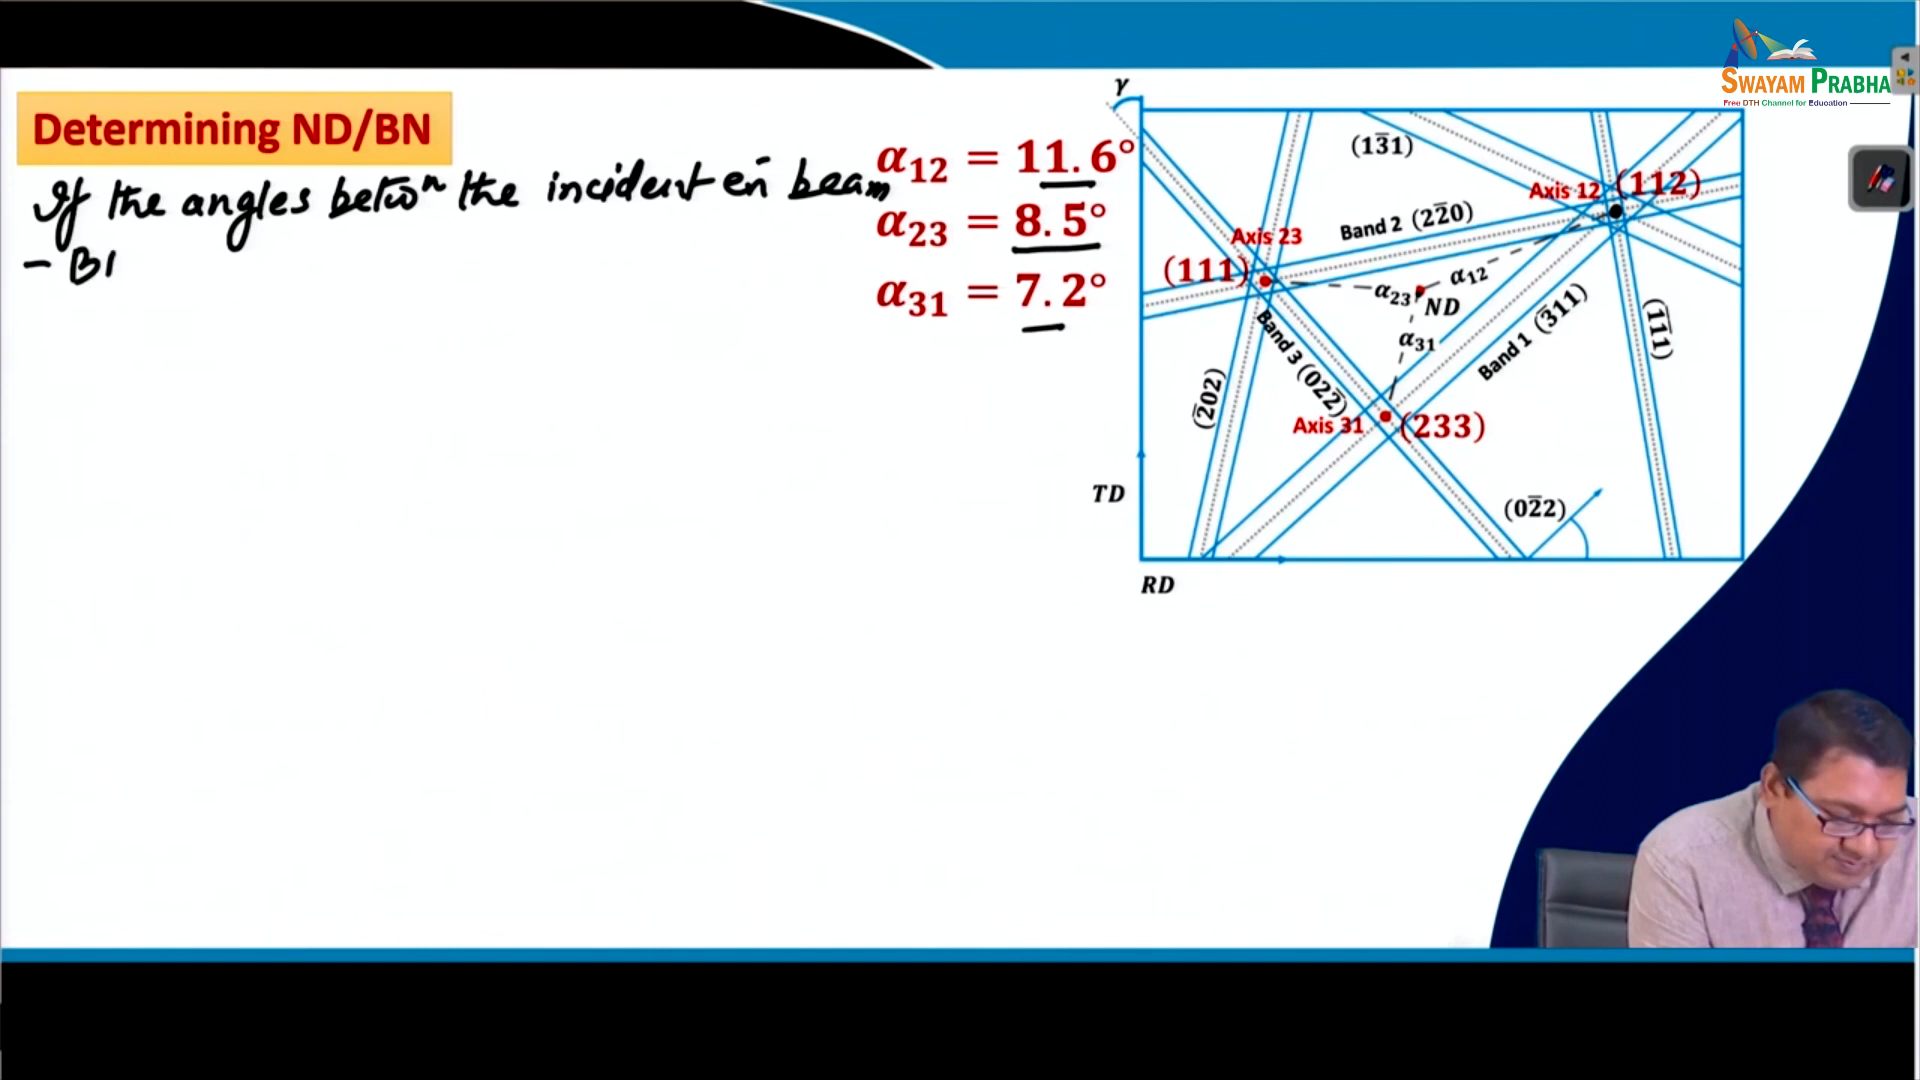 SWAYAM PRABHA
Free DTH Channel for Education
Determining ND/BN
If the angles betwⁿ the incident en̄ beam
– BI
α₁₂ = 11.6°
α₂₃ = 8.5°
α₃₁ = 7.2°
γ
(13̅1)
Axis 12 (112)
Band 2 (22̅0)
Axis 23
(111)
α₁₂
α₂₃
ND
α₃₁
Band 1 (3̅11)
(1̅1̅1)
Band 3 (022̅)
(2̅02)
Axis 31
(233)
TD
(02̅2)
RD